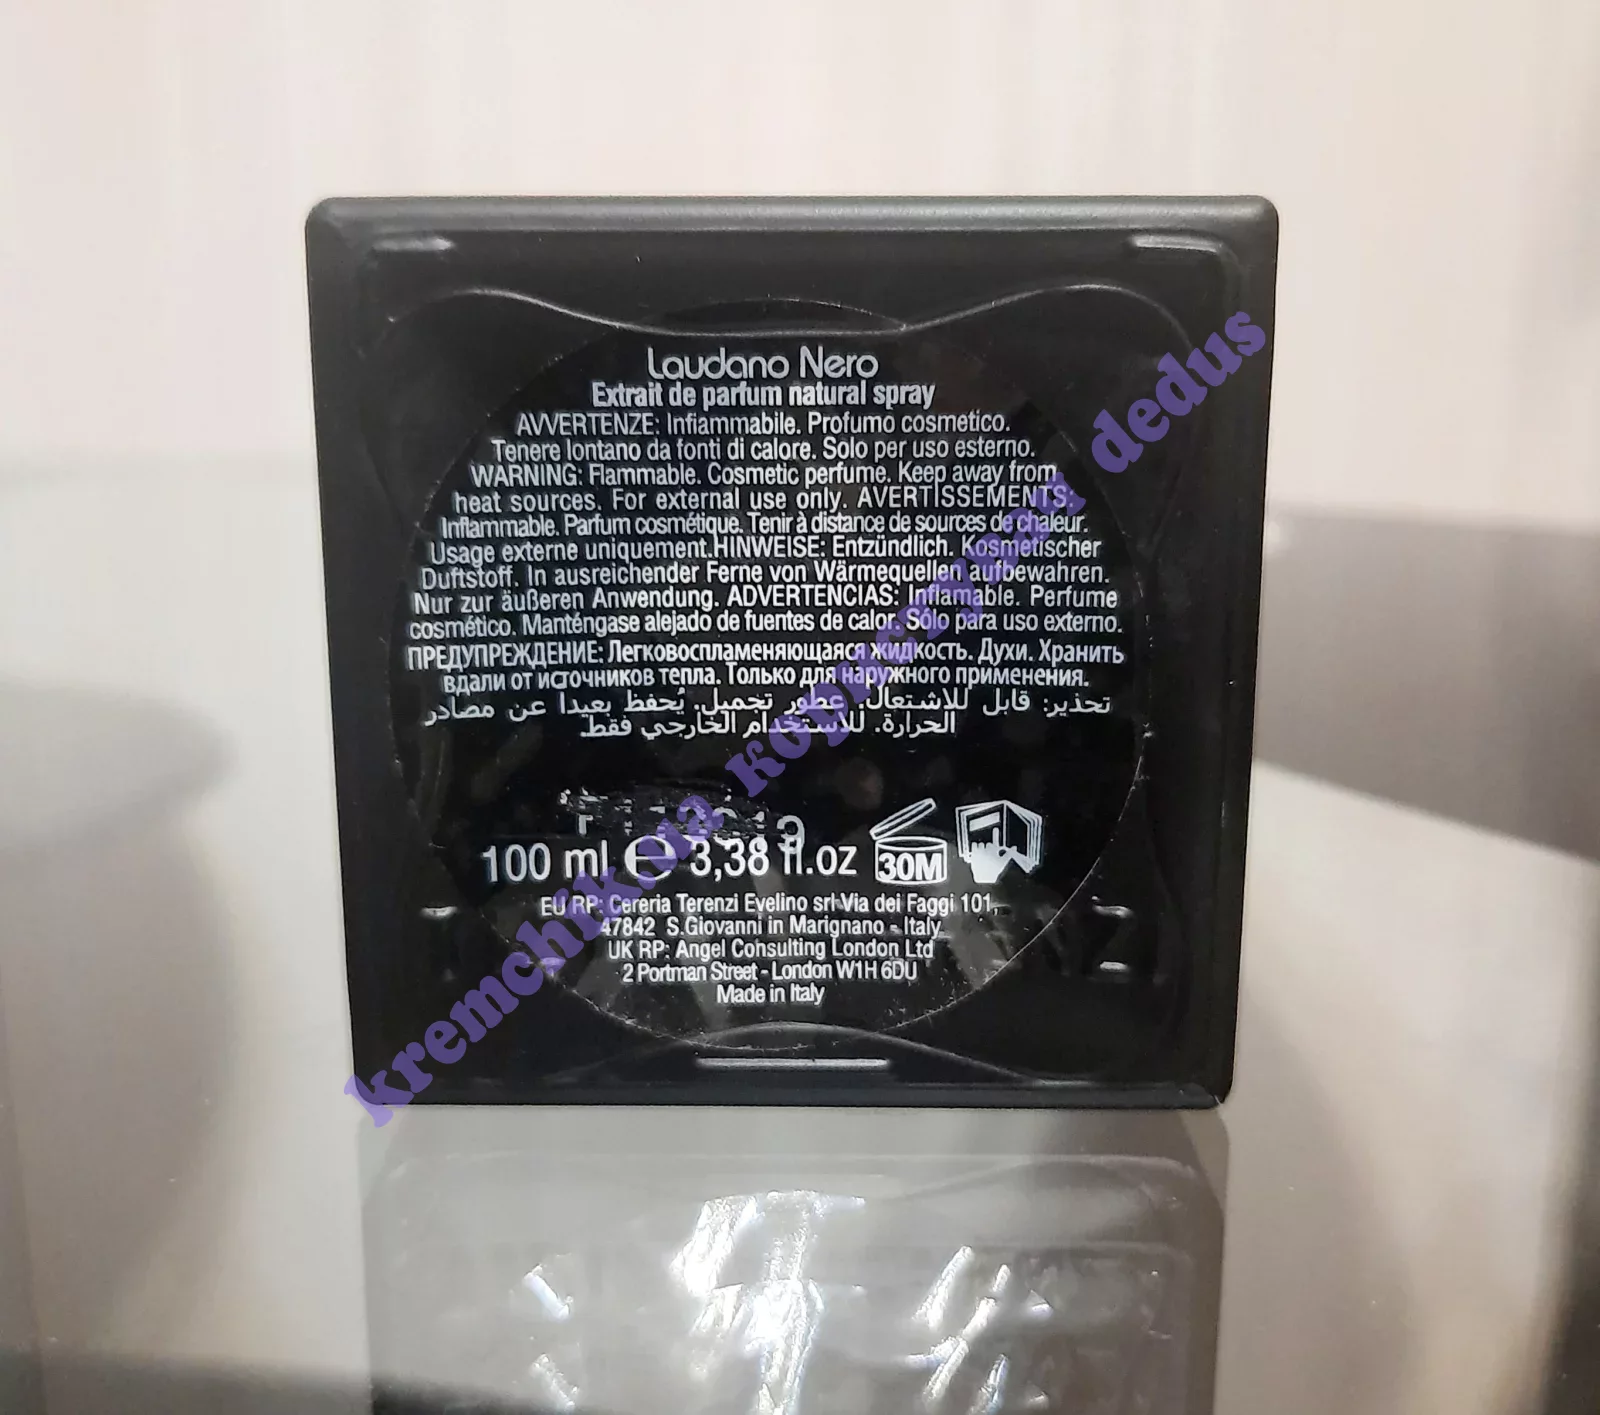 Laudano Nero
Extrait de parfum natural spray
AVVERTENZE: Infiammabile. Profumo cosmetico.
Tenere lontano da fonti di calore. Solo per uso esterno.
WARNING: Flammable. Cosmetic perfume. Keep away from
heat sources. For external use only. AVERTISSEMENTS:
Inflammable. Parfum cosmétique. Tenir à distance de sources de chaleur.
Usage externe uniquement.HINWEISE: Entzündlich. Kosmetischer
Duftstoff. In ausreichender Ferne von Wärmequellen aufbewahren.
Nur zur äußeren Anwendung. ADVERTENCIAS: Inflamable. Perfume
cosmético. Manténgase alejado de fuentes de calor. Sólo para uso externo.
ПРЕДУПРЕЖДЕНИЕ: Легковоспламеняющаяся жидкость. Духи. Хранить
вдали от источников тепла. Только для наружного применения.
تحذير: قابل للاشتعال. عطور تجميل. يُحفظ بعيدا عن مصادر
الحرارة. للاستخدام الخارجي فقط.
100 ml e 3,38 fl.oz 30M
EU RP: Cereria Terenzi Evelino srl Via dei Faggi 101,
47842 S.Giovanni in Marignano - Italy
UK RP: Angel Consulting London Ltd
2 Portman Street - London W1H 6DU
Made in Italy
kremchik.ua користувач dedus